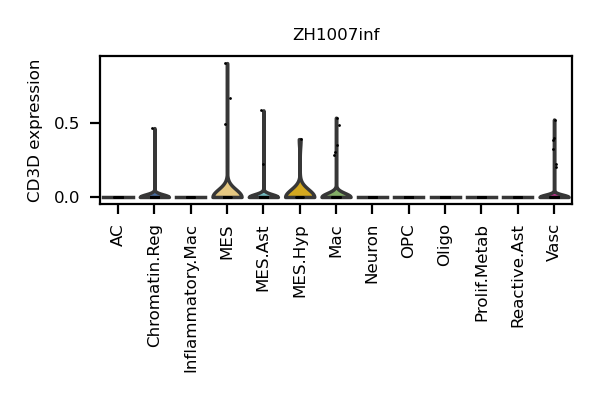 ZH1007inf
CD3D expression
0.5
0.0
AC
Chromatin.Reg
Inflammatory.Mac
MES
MES.Ast
MES.Hyp
Mac
Neuron
OPC
Oligo
Prolif.Metab
Reactive.Ast
Vasc